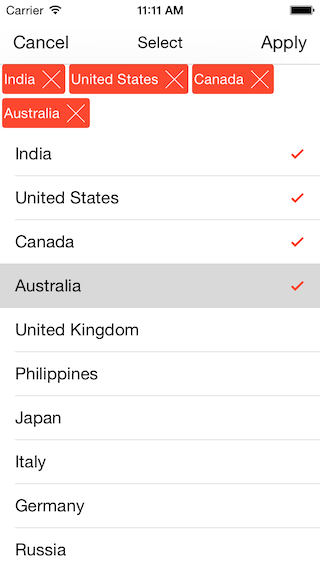 Carrier 11:11 AM
Cancel Select Apply
India United States Canada
Australia
India
United States
Canada
Australia
United Kingdom
Philippines
Japan
Italy
Germany
Russia